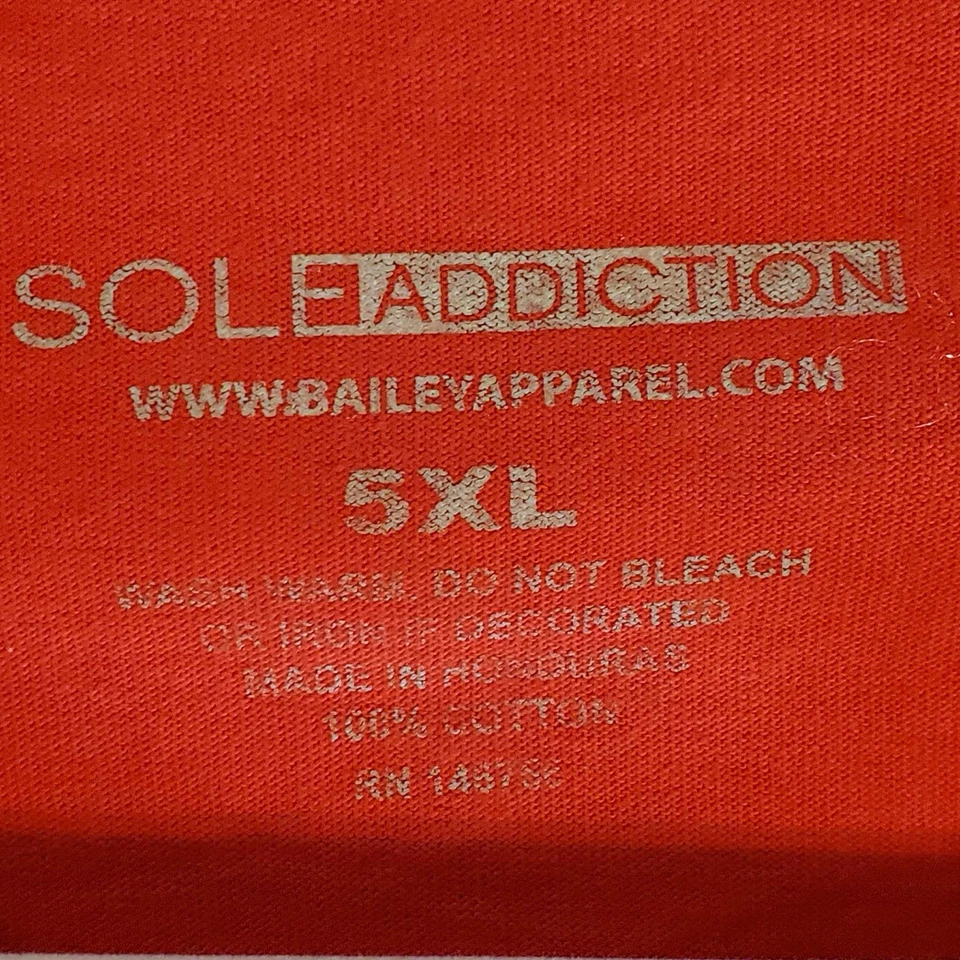 SOLE ADDICTION
WWW.BAILEYAPPAREL.COM
5XL
WASH WARM. DO NOT BLEACH
OR IRON IF DECORATED
MADE IN HONDURAS
100% COTTON
RN